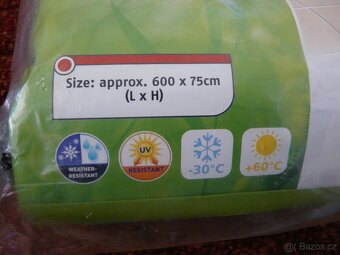 Size: approx. 600 x 75cm
(L x H)
WEATHER-
RESISTANT
UV
RESISTANT
-30°C
+60°C
Bazos.cz